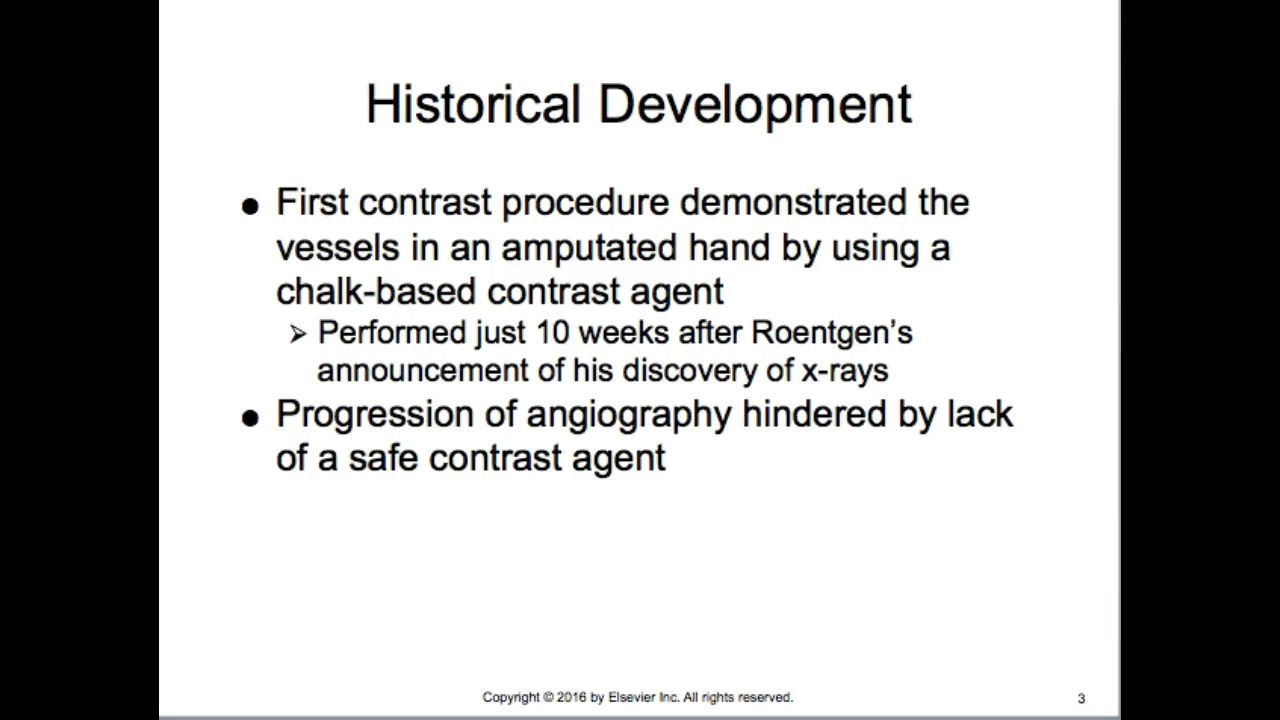 Historical Development
● First contrast procedure demonstrated the
vessels in an amputated hand by using a
chalk-based contrast agent
➢ Performed just 10 weeks after Roentgen’s
announcement of his discovery of x-rays
● Progression of angiography hindered by lack
of a safe contrast agent
Copyright © 2016 by Elsevier Inc. All rights reserved.
3